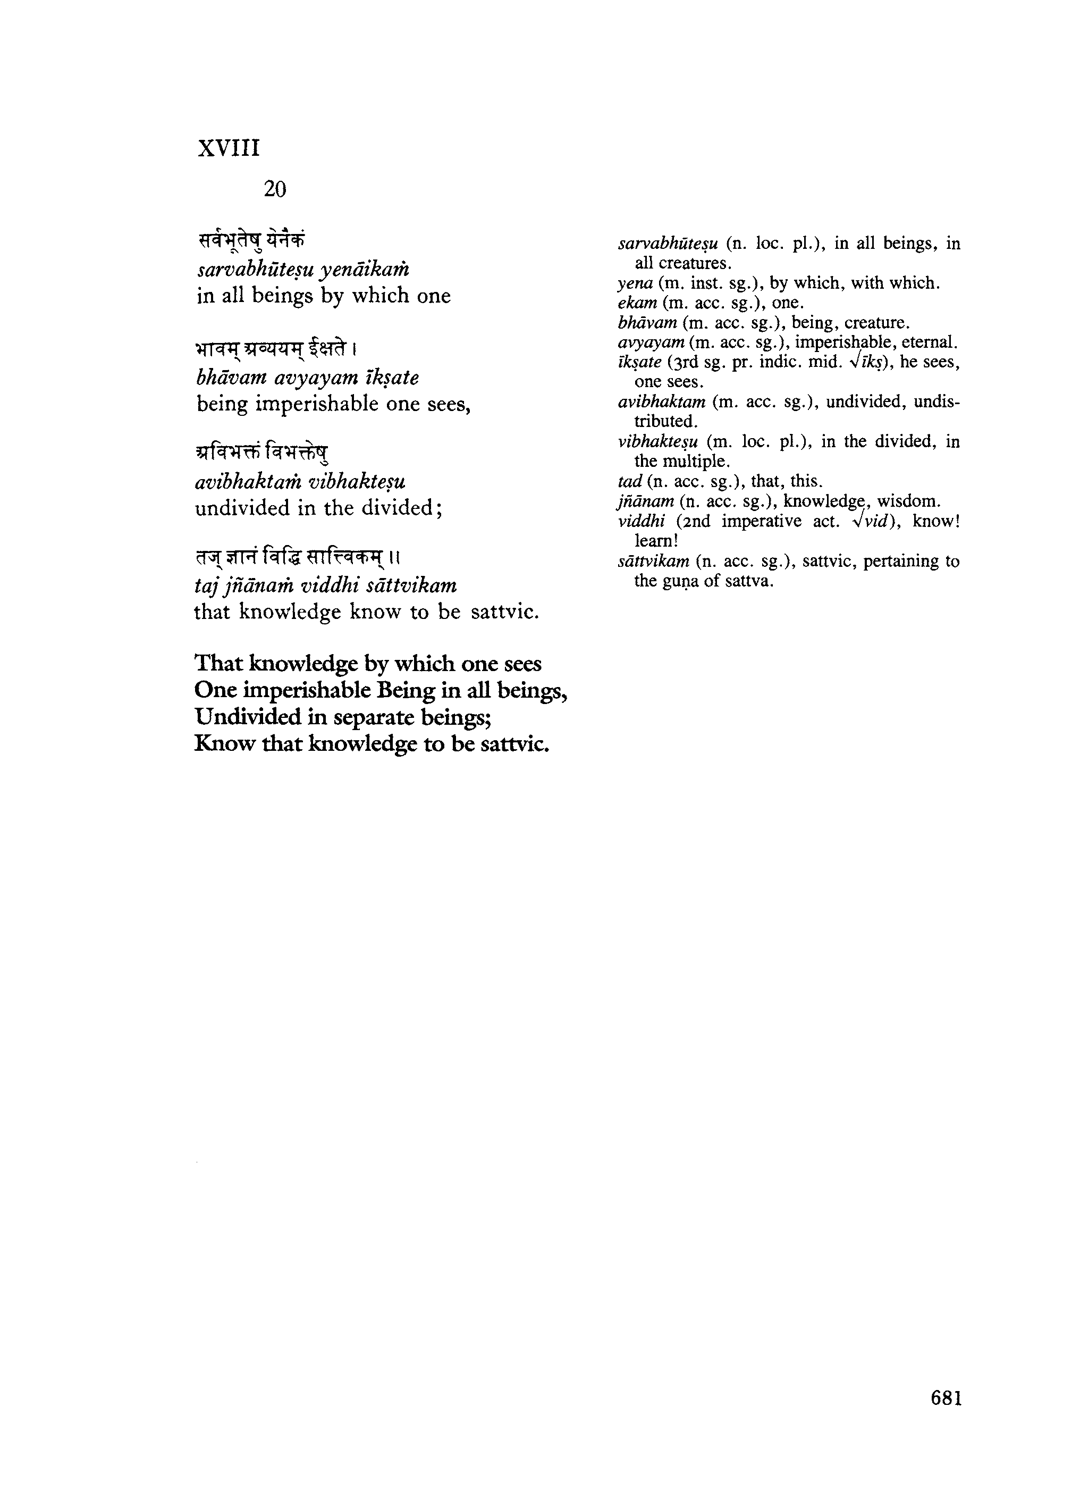 XVIII
20
सर्वभूतेषु येनैकं
sarvabhūteṣu yenāikaṁ
in all beings by which one
भावम् अव्ययम् ईक्षते ।
bhāvam avyayam īkṣate
being imperishable one sees,
अविभक्तं विभक्तेषु
avibhaktaṁ vibhakteṣu
undivided in the divided;
तज् ज्ञानं विद्धि सात्त्विकम् ॥
taj jñānaṁ viddhi sāttvikam
that knowledge know to be sattvic.
That knowledge by which one sees
One imperishable Being in all beings,
Undivided in separate beings;
Know that knowledge to be sattvic.
sarvabhūteṣu (n. loc. pl.), in all beings, in
all creatures.
yena (m. inst. sg.), by which, with which.
ekam (m. acc. sg.), one.
bhāvam (m. acc. sg.), being, creature.
avyayam (m. acc. sg.), imperishable, eternal.
īkṣate (3rd sg. pr. indic. mid. √īkṣ), he sees,
one sees.
avibhaktam (m. acc. sg.), undivided, undis-
tributed.
vibhakteṣu (m. loc. pl.), in the divided, in
the multiple.
tad (n. acc. sg.), that, this.
jñānam (n. acc. sg.), knowledge, wisdom.
viddhi (2nd imperative act. √vid), know!
learn!
sāttvikam (n. acc. sg.), sattvic, pertaining to
the guṇa of sattva.
681